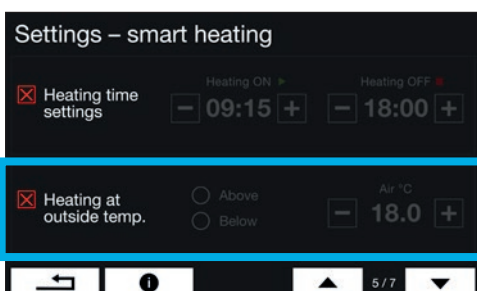 Settings – smart heating
Heating time
settings
Heating ON
Heating OFF
– 09:15 +
– 18:00 +
Heating at
outside temp.
Above
Below
Air °C
– 18.0 +
5/7